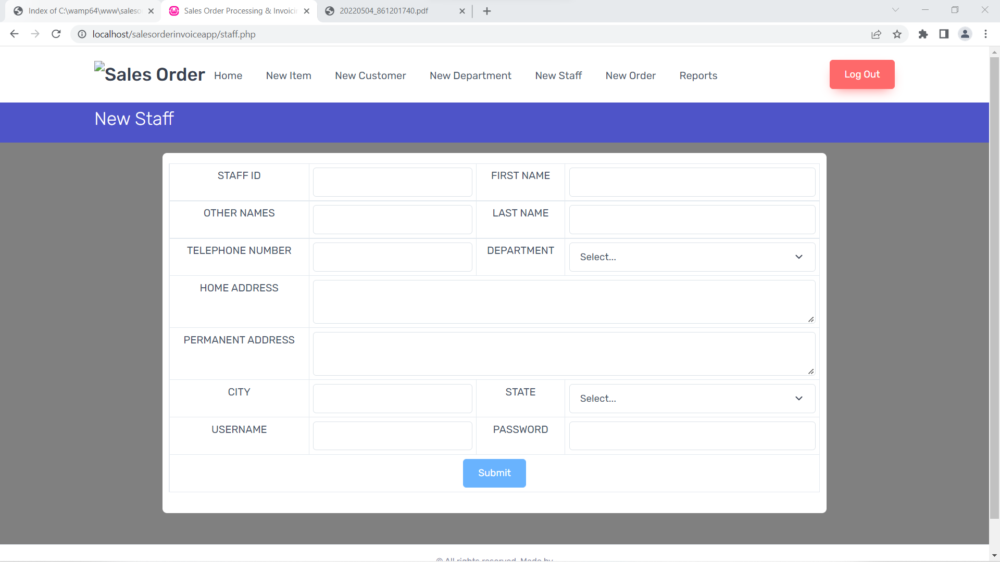 Index of C:\wamp64\www\saleso
Sales Order Processing & Invoicin
20220504_861201740.pdf
localhost/salesorderinvoiceapp/staff.php
Sales Order
Home
New Item
New Customer
New Department
New Staff
New Order
Reports
Log Out
New Staff
STAFF ID
FIRST NAME
OTHER NAMES
LAST NAME
TELEPHONE NUMBER
DEPARTMENT
Select...
HOME ADDRESS
PERMANENT ADDRESS
CITY
STATE
Select...
USERNAME
PASSWORD
Submit
© All rights reserved. Made by